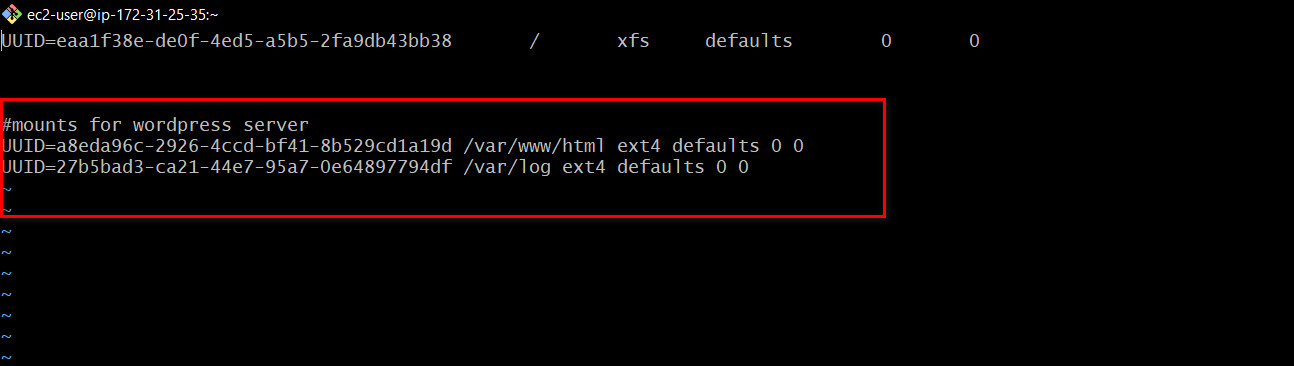 ec2-user@ip-172-31-25-35:~
UUID=eaa1f38e-de0f-4ed5-a5b5-2fa9db43bb38 / xfs defaults 0 0
#mounts for wordpress server
UUID=a8eda96c-2926-4ccd-bf41-8b529cd1a19d /var/www/html ext4 defaults 0 0
UUID=27b5bad3-ca21-44e7-95a7-0e64897794df /var/log ext4 defaults 0 0
~
~
~
~
~
~
~
~
~